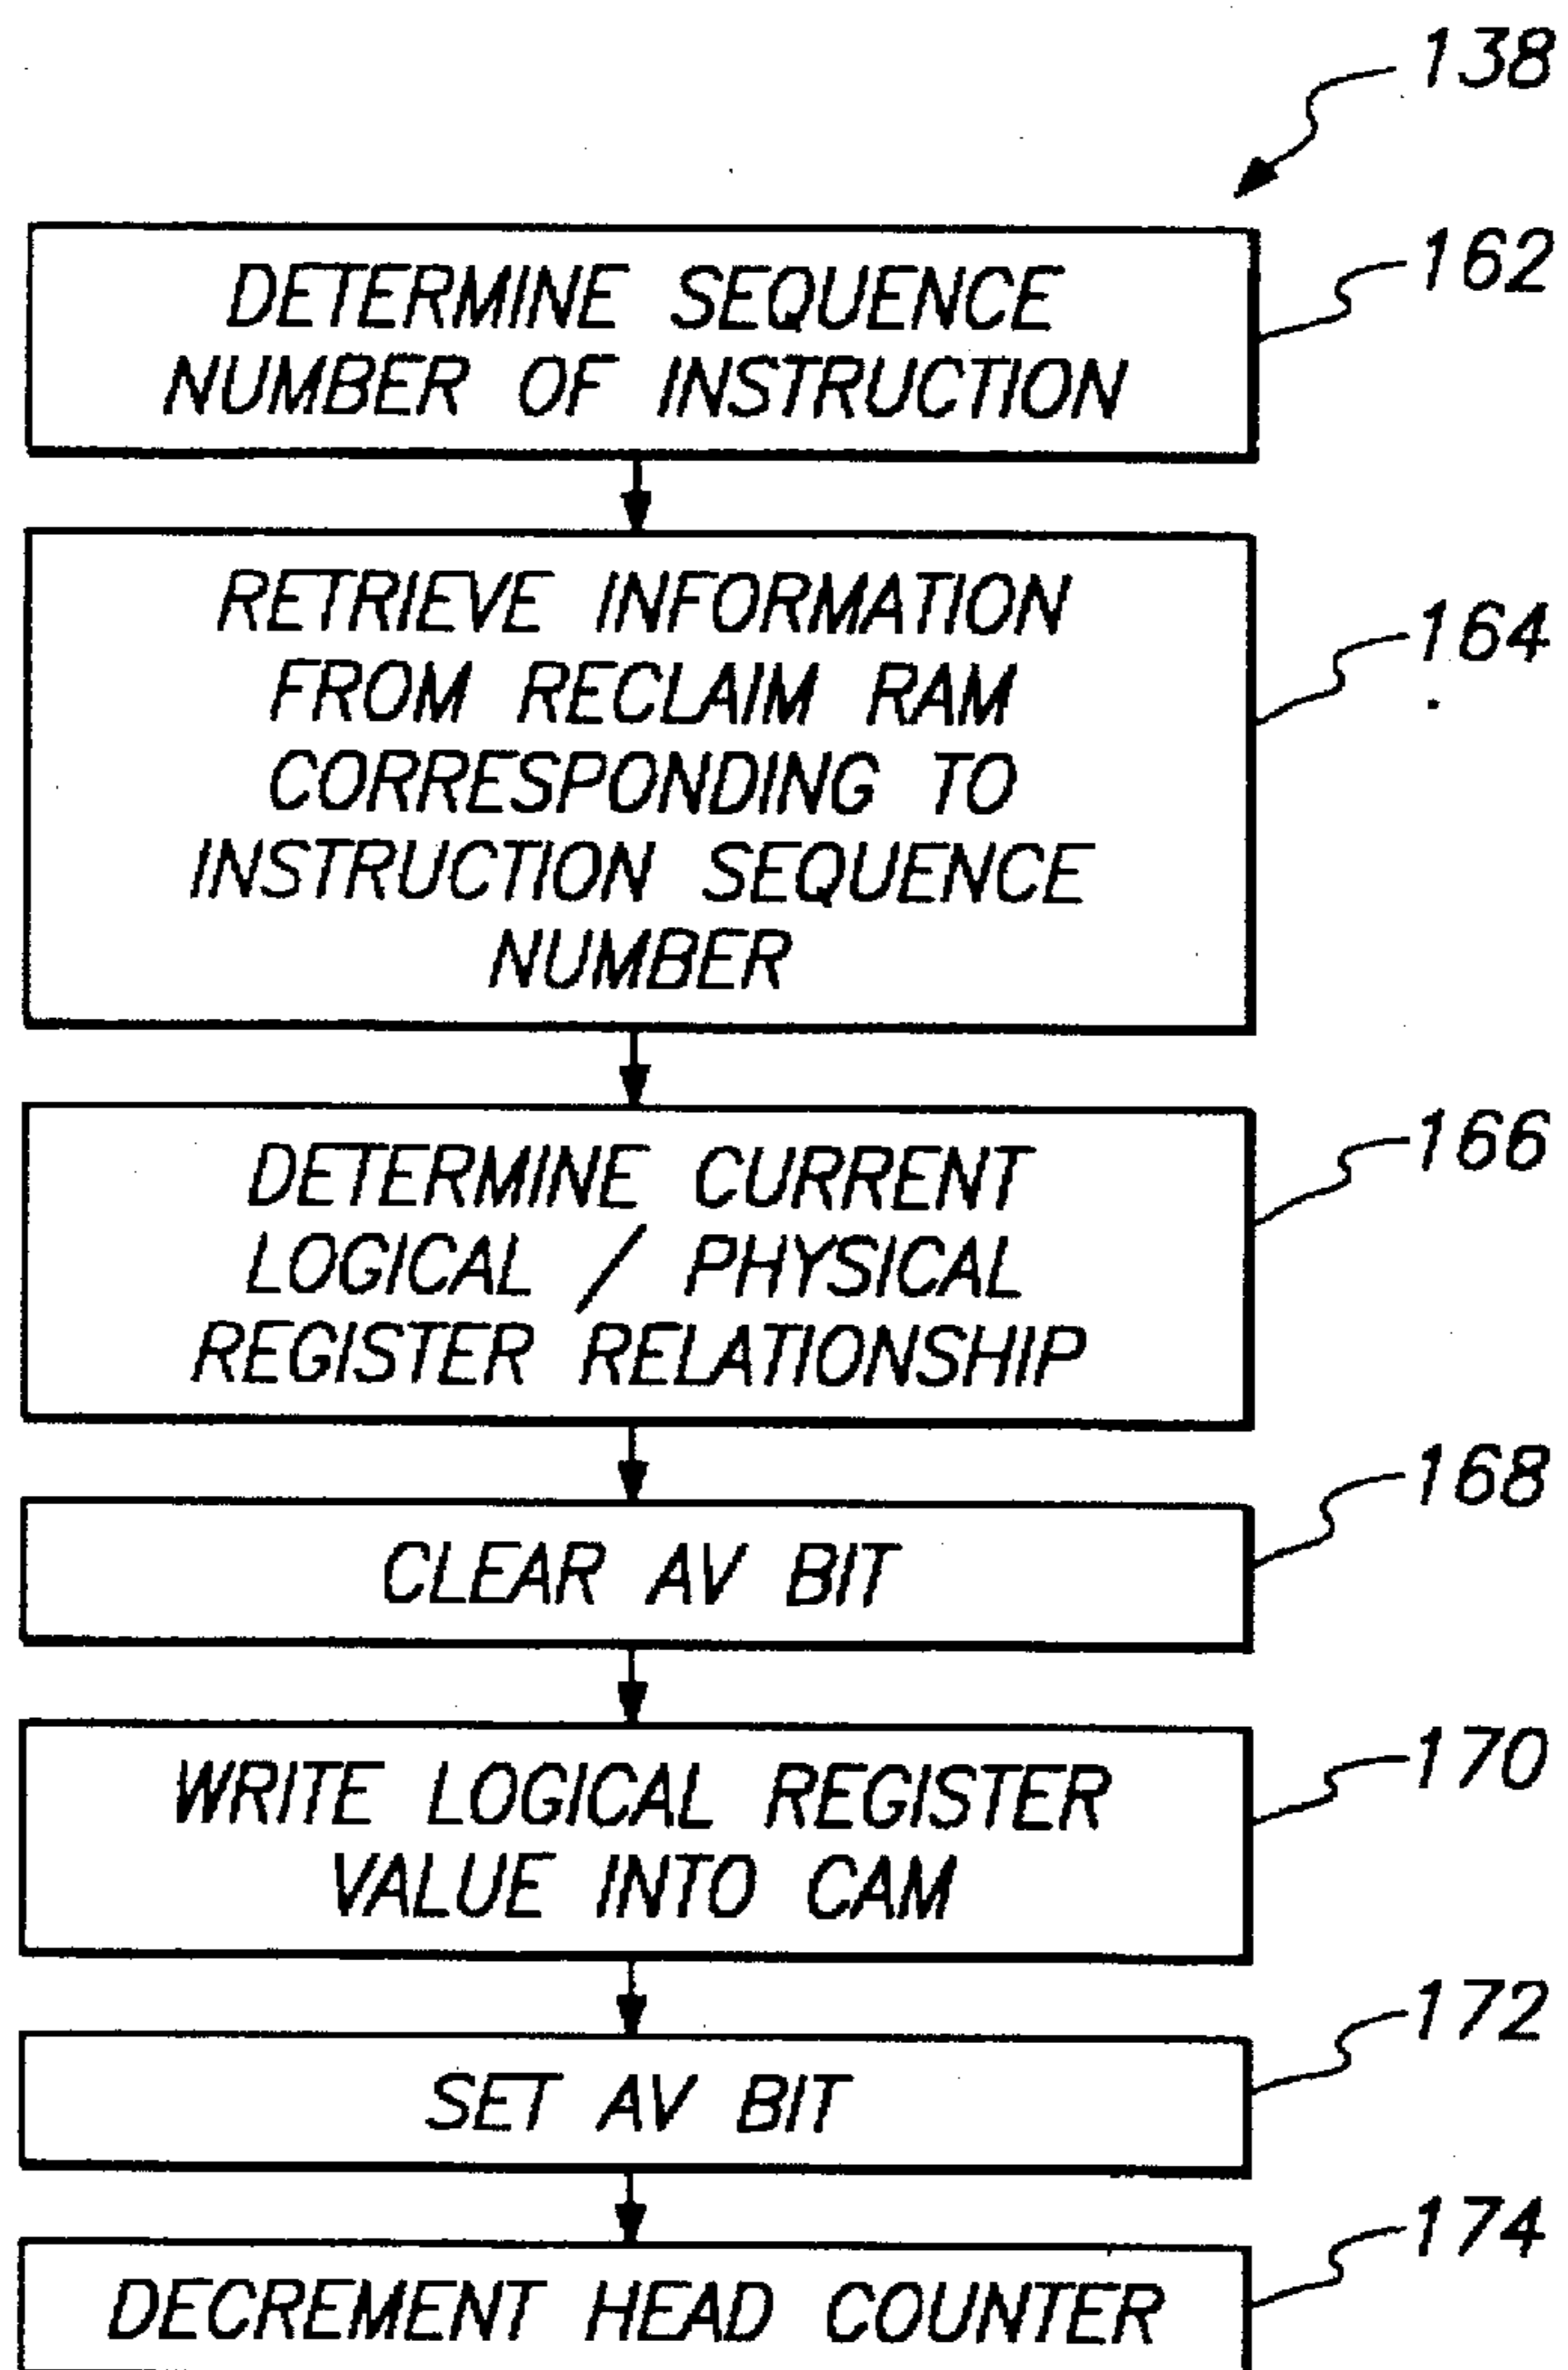 138
162
DETERMINE SEQUENCE
NUMBER OF INSTRUCTION
164
RETRIEVE INFORMATION
FROM RECLAIM RAM
CORRESPONDING TO
INSTRUCTION SEQUENCE
NUMBER
166
DETERMINE CURRENT
LOGICAL / PHYSICAL
REGISTER RELATIONSHIP
168
CLEAR AV BIT
170
WRITE LOGICAL REGISTER
VALUE INTO CAM
172
SET AV BIT
174
DECREMENT HEAD COUNTER